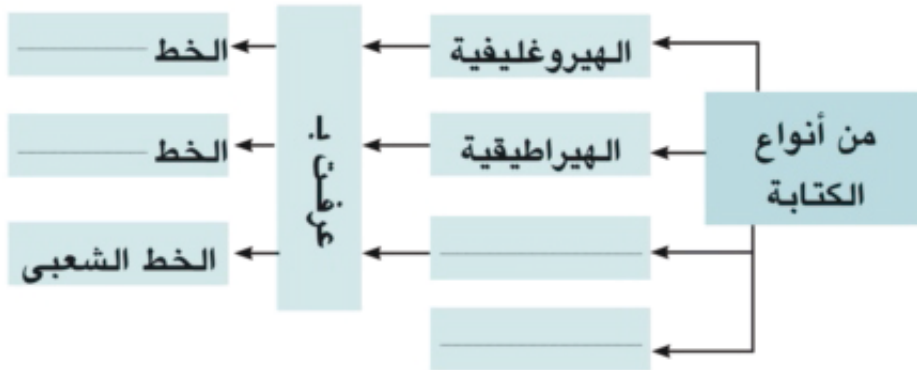 من أنواع
الكتابة
الهيروغليفية
الهيراطيقية
عرفت بـ
الخط
الخط
الخط الشعبى